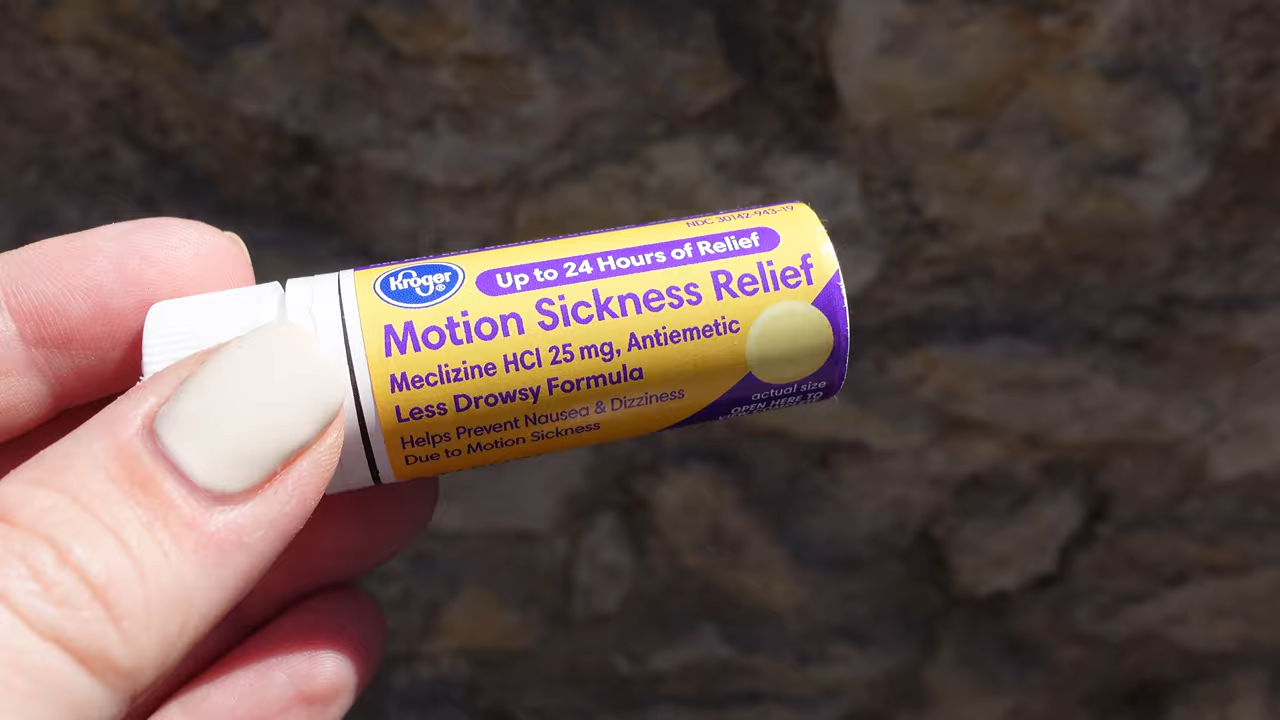 NDC 30142-943-19
Kroger®
Up to 24 Hours of Relief
Motion Sickness Relief
Meclizine HCl 25 mg, Antiemetic
Less Drowsy Formula
Helps Prevent Nausea & Dizziness
Due to Motion Sickness
actual size
OPEN HERE TO